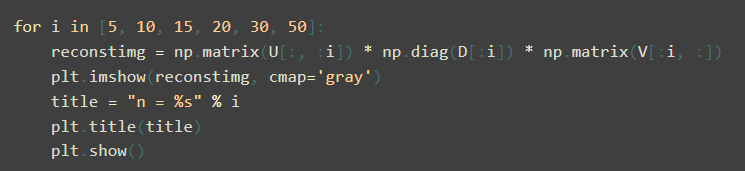 for i in [5, 10, 15, 20, 30, 50]:
    reconstimg = np.matrix(U[:, :i]) * np.diag(D[:i]) * np.matrix(V[:i, :])
    plt.imshow(reconstimg, cmap='gray')
    title = "n = %s" % i
    plt.title(title)
    plt.show()